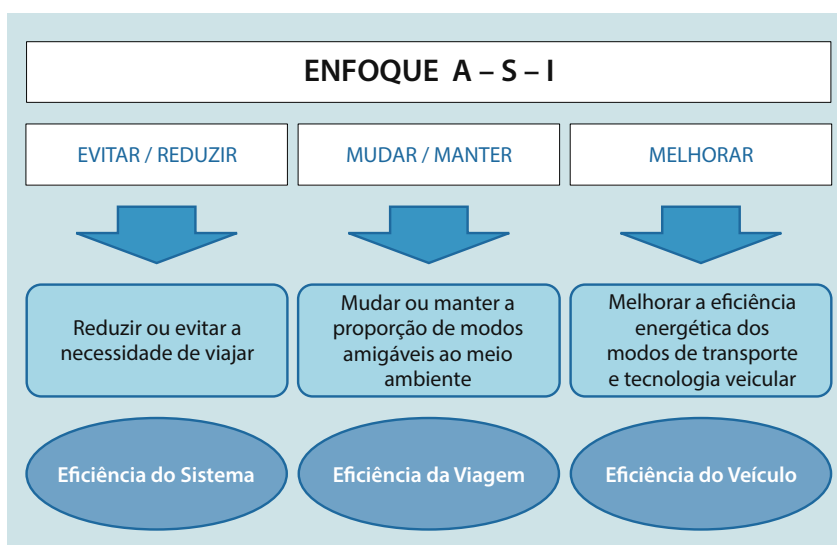 ENFOQUE A – S – I
EVITAR / REDUZIR
MUDAR / MANTER
MELHORAR
Reduzir ou evitar a
necessidade de viajar
Mudar ou manter a
proporção de modos
amigáveis ao meio
ambiente
Melhorar a eficiência
energética dos
modos de transporte
e tecnologia veicular
Eficiência do Sistema
Eficiência da Viagem
Eficiência do Veículo